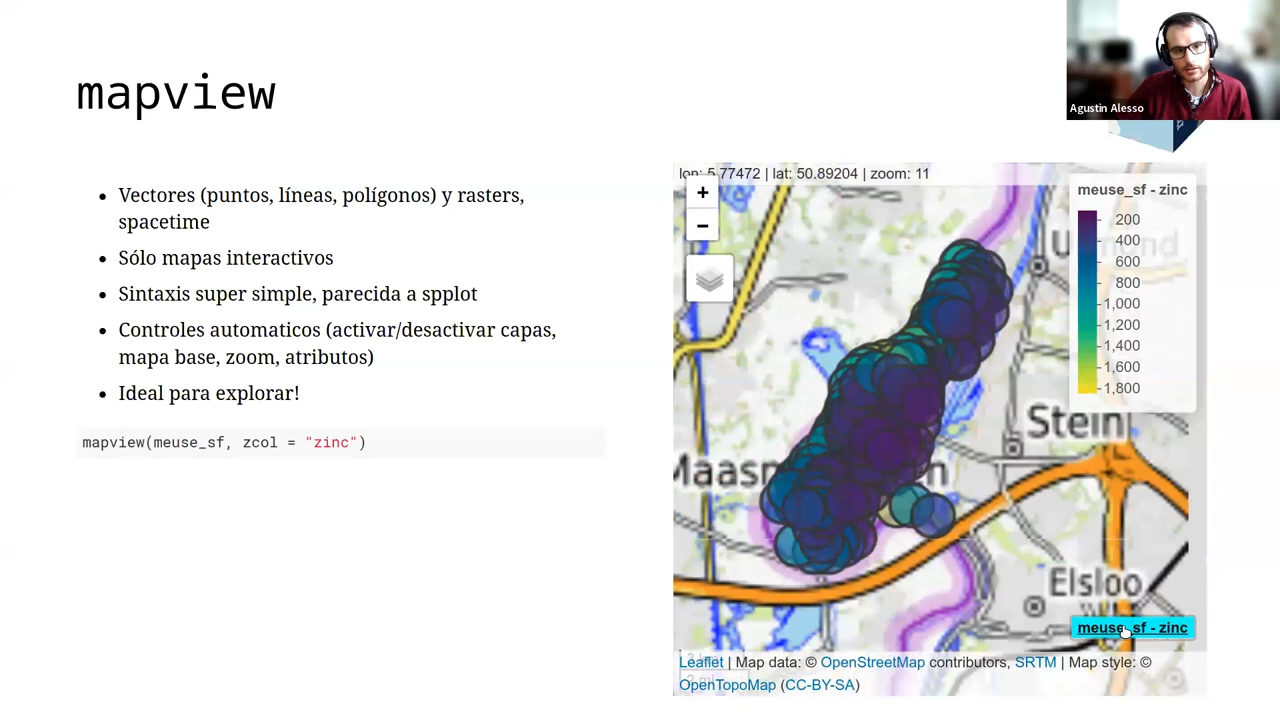 mapview
Agustin Alesso
• Vectores (puntos, líneas, polígonos) y rasters,
spacetime
• Sólo mapas interactivos
• Sintaxis super simple, parecida a spplot
• Controles automaticos (activar/desactivar capas,
mapa base, zoom, atributos)
• Ideal para explorar!
mapview(meuse_sf, zcol = "zinc")
lon: 5.77472 | lat: 50.89204 | zoom: 11
+
−
meuse_sf - zinc
200
400
600
800
1,000
1,200
1,400
1,600
1,800
Stein
Elsloo
meuse_sf - zinc
Leaflet | Map data: © OpenStreetMap contributors, SRTM | Map style: ©
OpenTopoMap (CC-BY-SA)